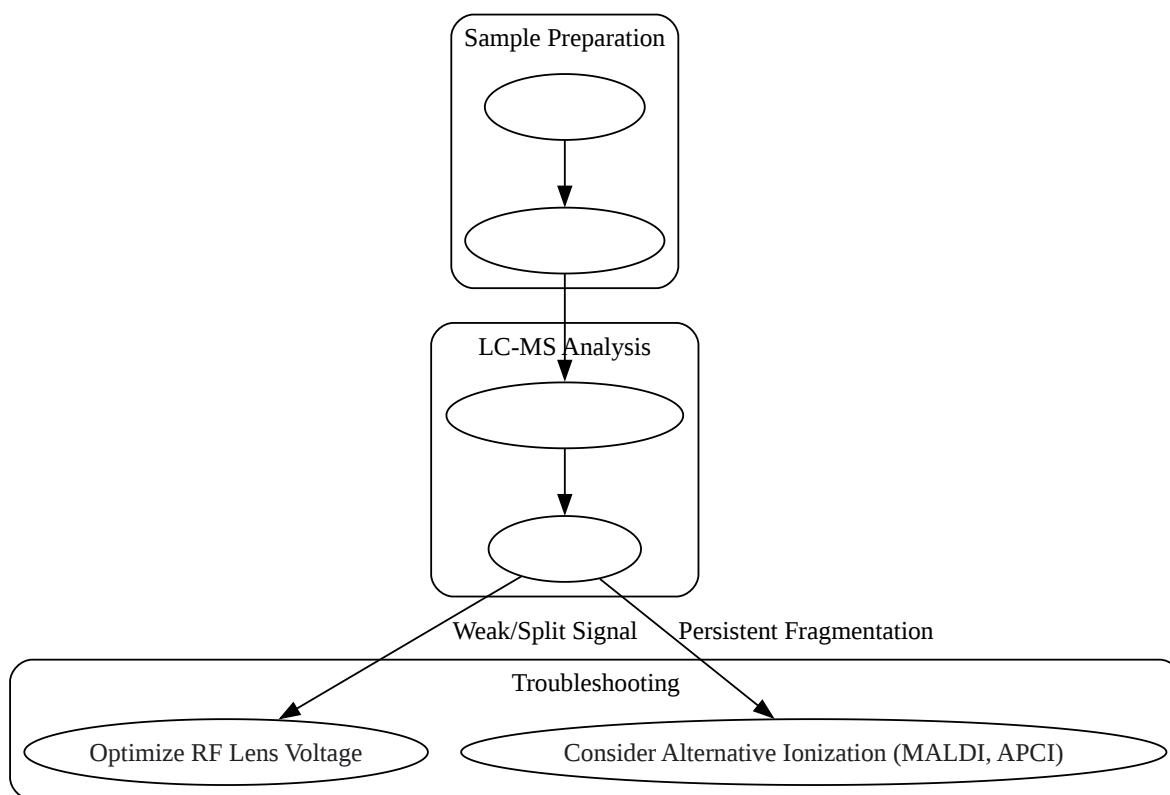 Sample Preparation
LC-MS Analysis
Weak/Split Signal
Persistent Fragmentation
Troubleshooting
Optimize RF Lens Voltage
Consider Alternative Ionization (MALDI, APCI)